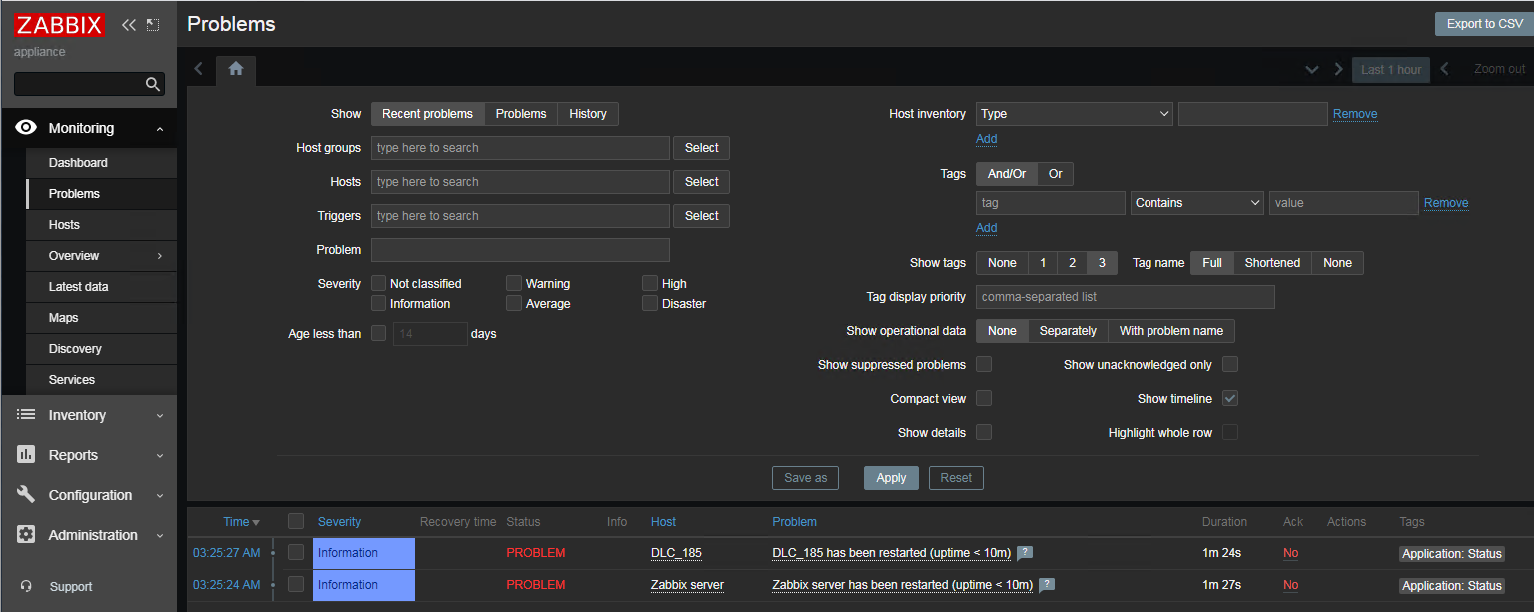 ZABBIX
appliance
Problems
Export to CSV
Last 1 hour
Zoom out
Monitoring
Dashboard
Problems
Hosts
Overview
Latest data
Maps
Discovery
Services
Inventory
Reports
Configuration
Administration
Support
Show Recent problems Problems History
Host groups type here to search Select
Hosts type here to search Select
Triggers type here to search Select
Problem
Severity Not classified Warning High
Information Average Disaster
Age less than 14 days
Host inventory Type Remove
Add
Tags And/Or Or
tag Contains value Remove
Add
Show tags None 1 2 3 Tag name Full Shortened None
Tag display priority comma-separated list
Show operational data None Separately With problem name
Show suppressed problems Show unacknowledged only
Compact view Show timeline
Show details Highlight whole row
Save as Apply Reset
Time Severity Recovery time Status Info Host Problem Duration Ack Actions Tags
03:25:27 AM Information PROBLEM DLC_185 DLC_185 has been restarted (uptime < 10m) ? 1m 24s No Application: Status
03:25:24 AM Information PROBLEM Zabbix server Zabbix server has been restarted (uptime < 10m) ? 1m 27s No Application: Status